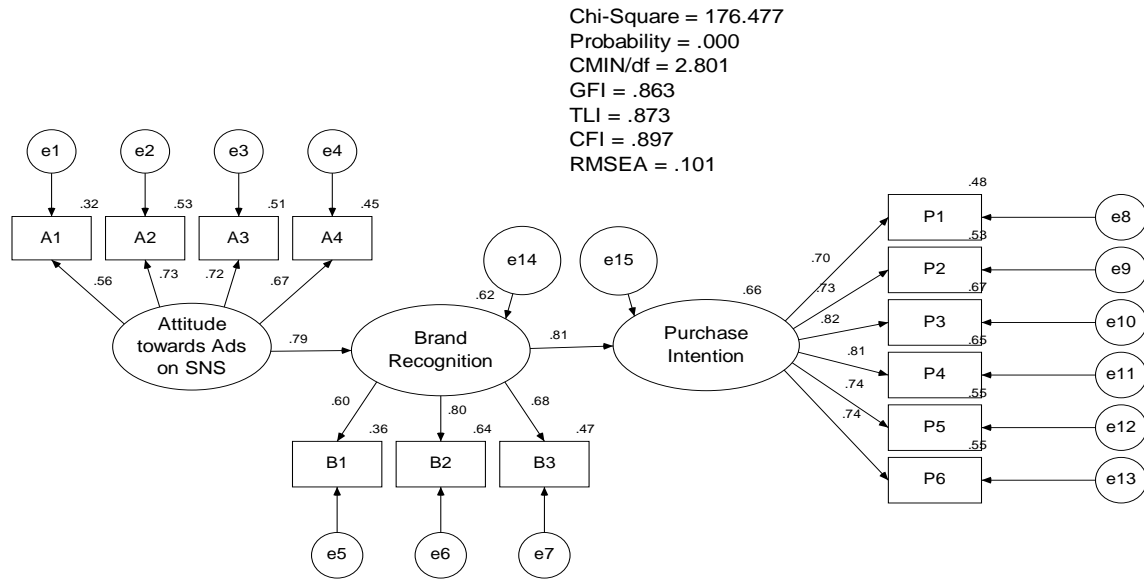 Chi-Square = 176.477
Probability = .000
CMIN/df = 2.801
GFI = .863
TLI = .873
CFI = .897
RMSEA = .101
e1
e2
e3
e4
.32
.53
.51
.45
A1
A2
A3
A4
.56
.73
.72
.67
Attitude
towards Ads
on SNS
.79
e14
.62
Brand
Recognition
.81
e15
.66
Purchase
Intention
.60
.80
.68
.36
.64
.47
B1
B2
B3
e5
e6
e7
.70
.73
.82
.81
.74
.74
.48
P1
e8
.53
P2
e9
.67
P3
e10
.65
P4
e11
.55
P5
e12
.55
P6
e13